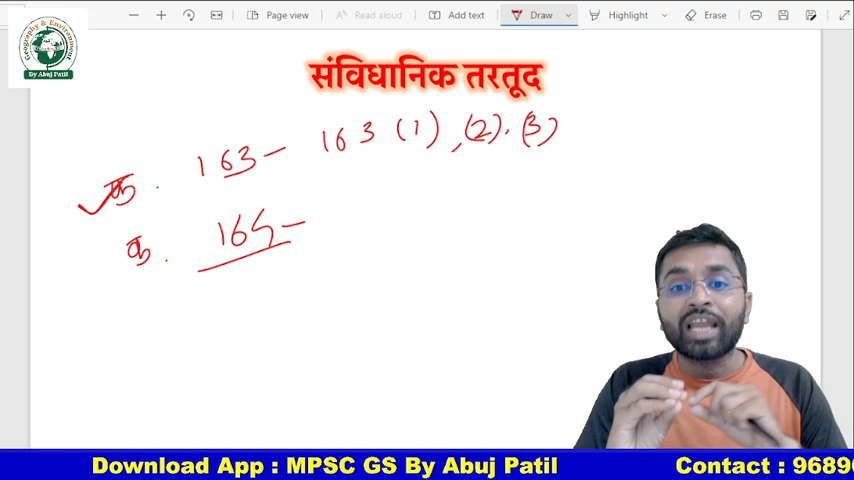 Page view
Read aloud
Add text
Draw
Highlight
Erase
Geography & Environment
By Abuj Patil
संविधानिक तरतूद
क. 163 - 163 (1), (2). (3)
क. 164 -
Download App : MPSC GS By Abuj Patil Contact : 9689